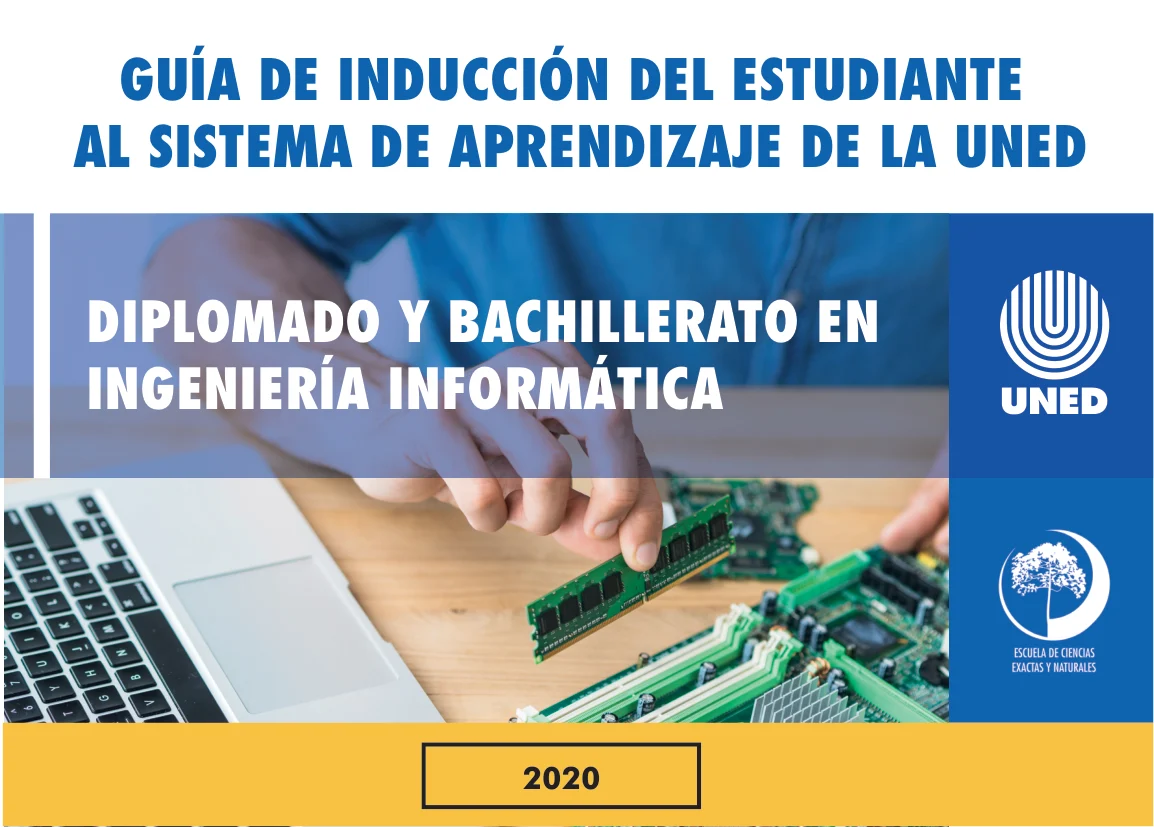 GUÍA DE INDUCCIÓN DEL ESTUDIANTE
AL SISTEMA DE APRENDIZAJE DE LA UNED
DIPLOMADO Y BACHILLERATO EN
INGENIERÍA INFORMÁTICA
UNED
ESCUELA DE CIENCIAS
EXACTAS Y NATURALES
2020